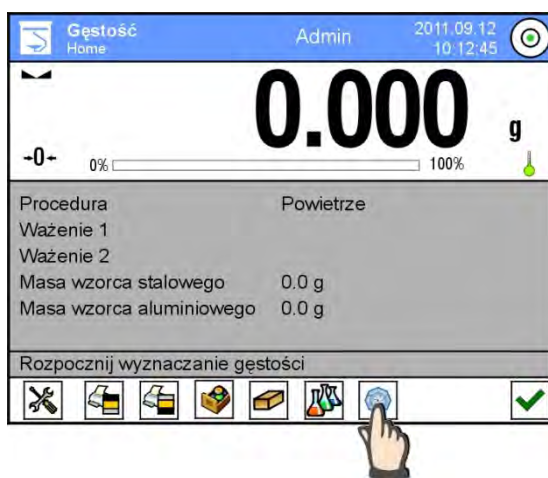 Gęstość
Home
Admin
2011.09.12
10:12:45
0.000 g
→0← 0% 100%
Procedura Powietrze
Ważenie 1
Ważenie 2
Masa wzorca stalowego 0.0 g
Masa wzorca aluminiowego 0.0 g
Rozpocznij wyznaczanie gęstości